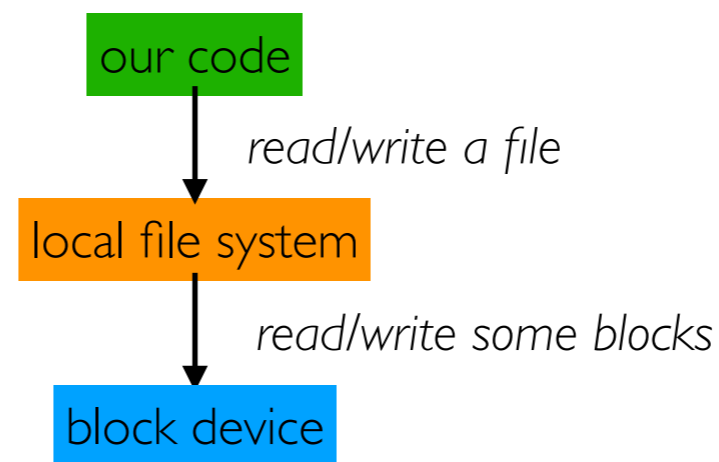 our code
read/write a file
local file system
read/write some blocks
block device